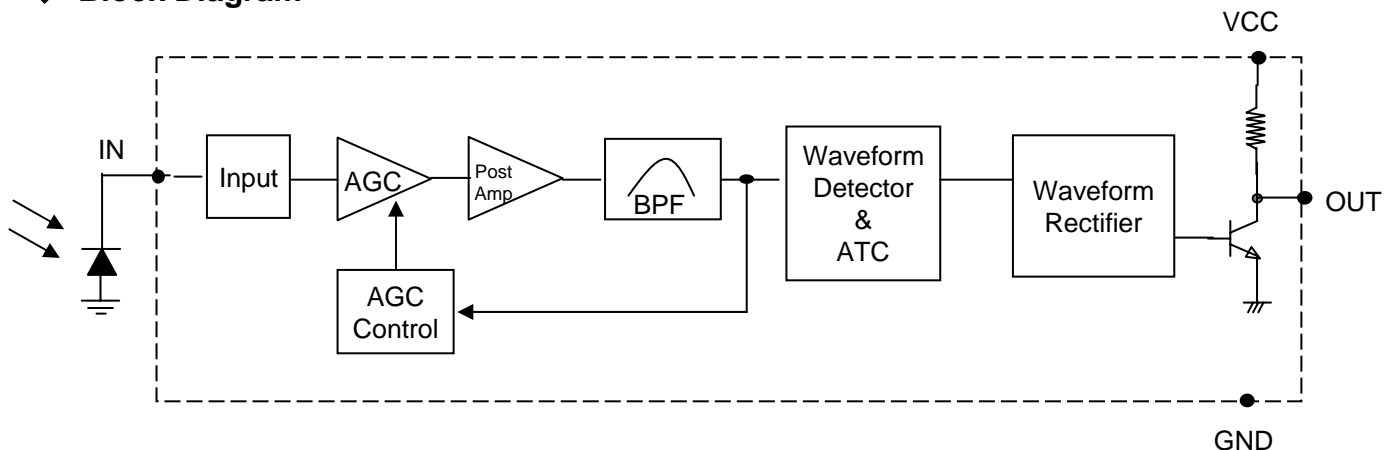 Block Diagram
VCC
IN
Input
AGC
Post
Amp
BPF
Waveform
Detector
&
ATC
Waveform
Rectifier
OUT
AGC
Control
GND